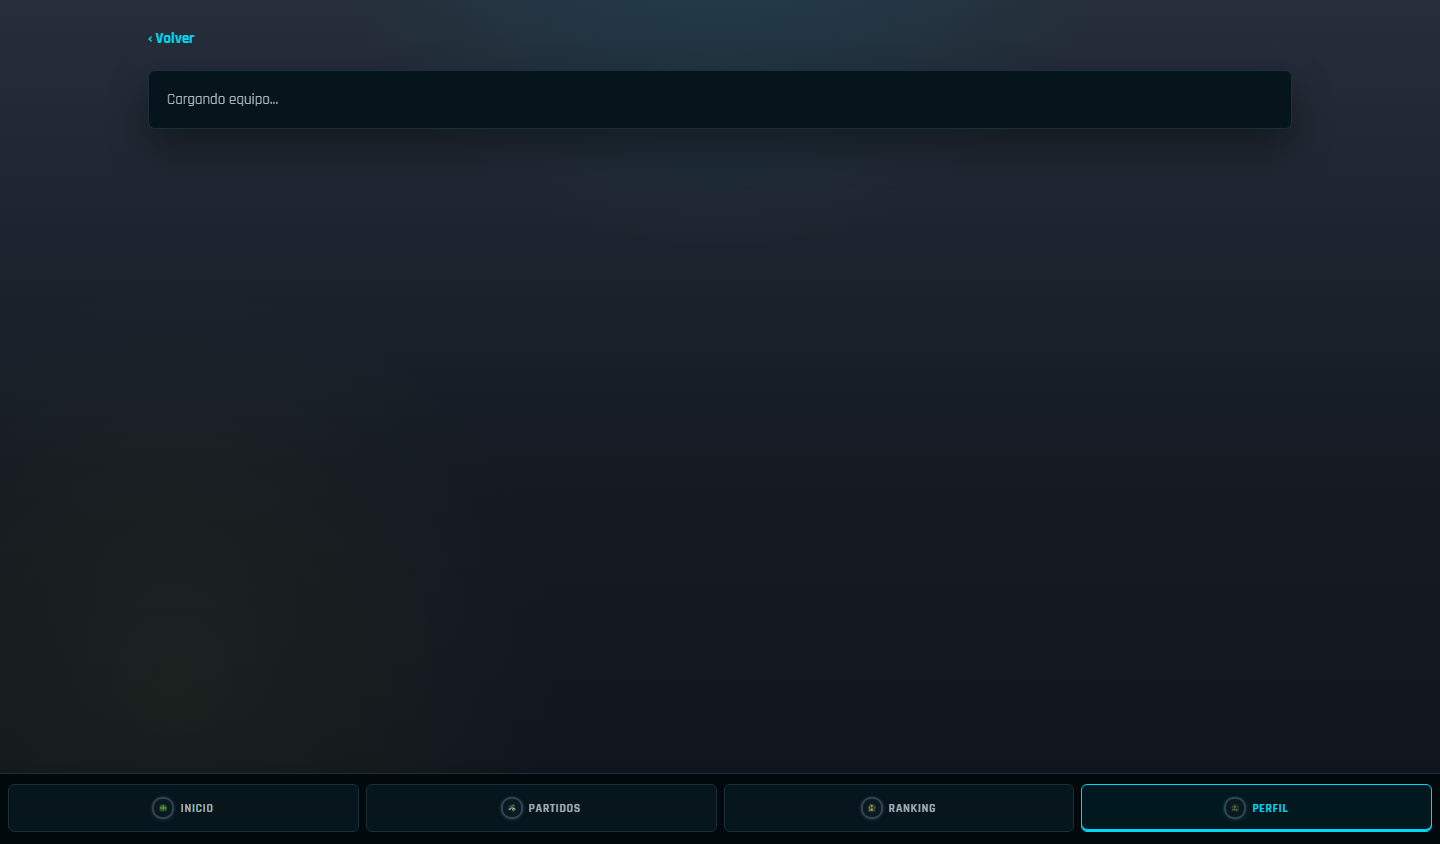 ‹ Volver
Cargando equipo...
INICIO
PARTIDOS
RANKING
PERFIL